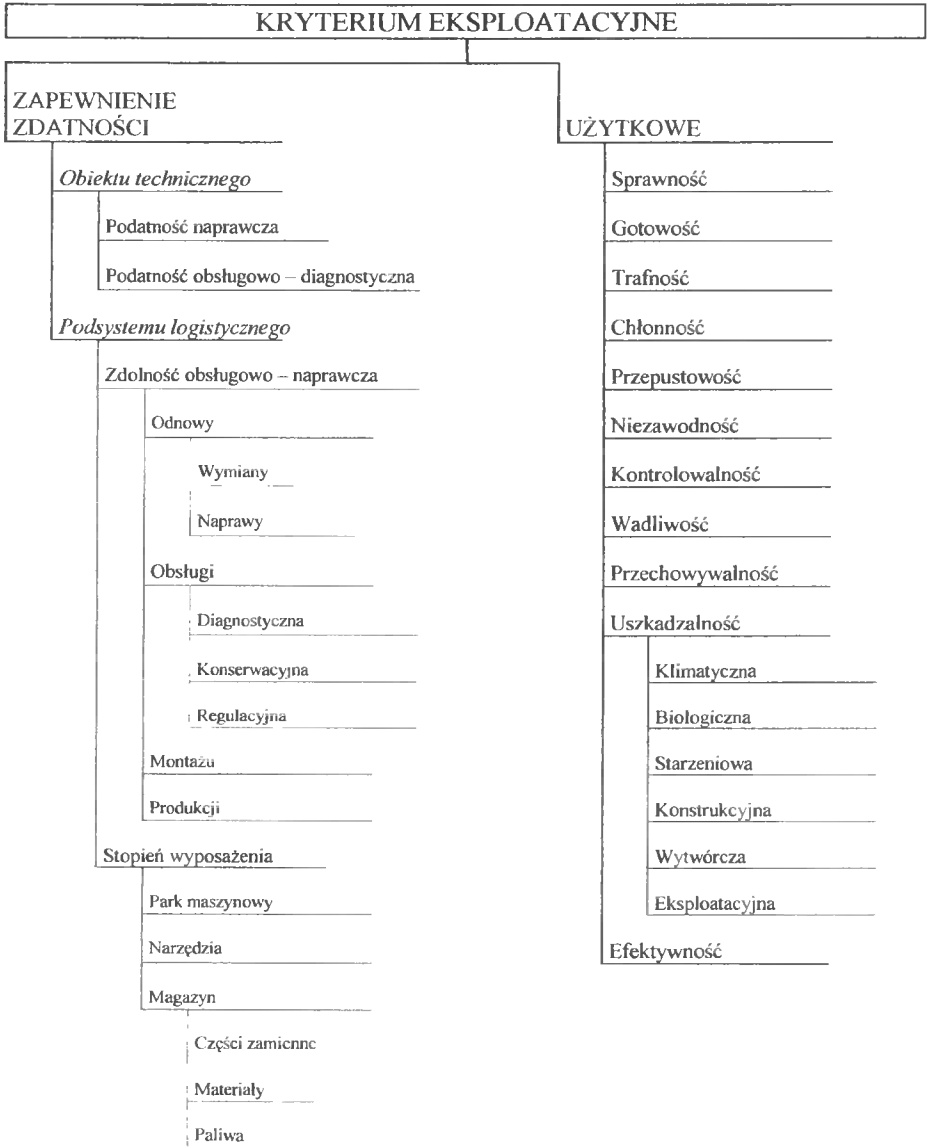 KRYTERIUM EKSPLOATACYJNE
ZAPEWNIENIE
ZDATNOŚCI
Obiektu technicznego
Podatność naprawcza
Podatność obsługowo – diagnostyczna
Podsystemu logistycznego
Zdolność obsługowo – naprawcza
Odnowy
Wymiany
Naprawy
Obsługi
Diagnostyczna
Konserwacyjna
Regulacyjna
Montażu
Produkcji
Stopień wyposażenia
Park maszynowy
Narzędzia
Magazyn
Części zamienne
Materiały
Paliwa
UŻYTKOWE
Sprawność
Gotowość
Trafność
Chłonność
Przepustowość
Niezawodność
Kontrolowalność
Wadliwość
Przechowywalność
Uszkadzalność
Klimatyczna
Biologiczna
Starzeniowa
Konstrukcyjna
Wytwórcza
Eksploatacyjna
Efektywność